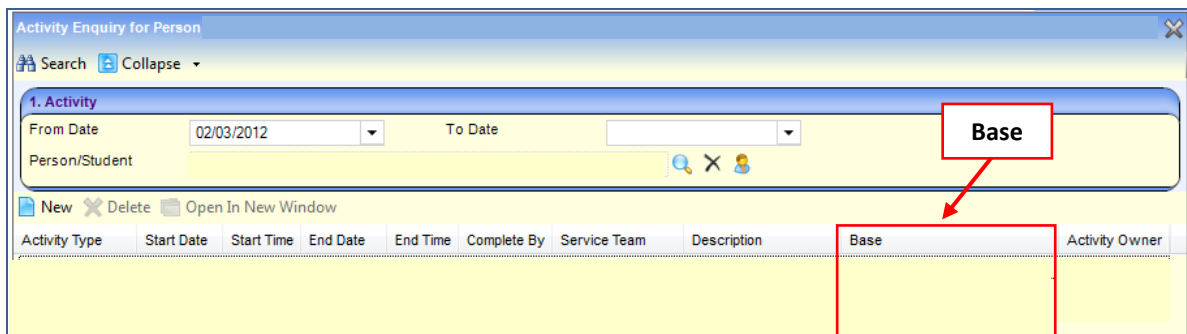 Activity Enquiry for Person
Search Collapse
1. Activity
From Date 02/03/2012 To Date
Base
Person/Student
New Delete Open In New Window
Activity Type Start Date Start Time End Date End Time Complete By Service Team Description Base Activity Owner